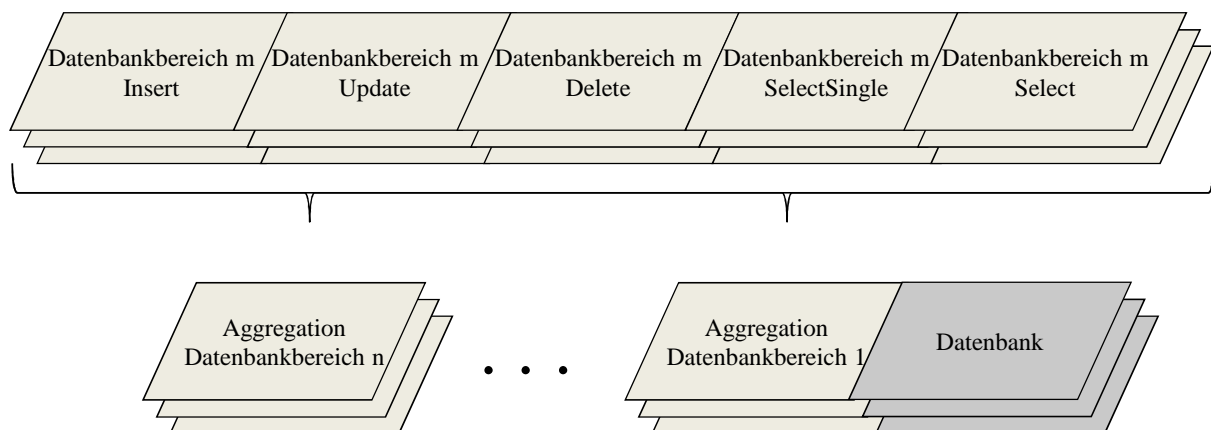 Datenbankbereich m
Insert
Datenbankbereich m
Update
Datenbankbereich m
Delete
Datenbankbereich m
SelectSingle
Datenbankbereich m
Select
Aggregation
Datenbankbereich n
. . .
Aggregation
Datenbankbereich 1
Datenbank